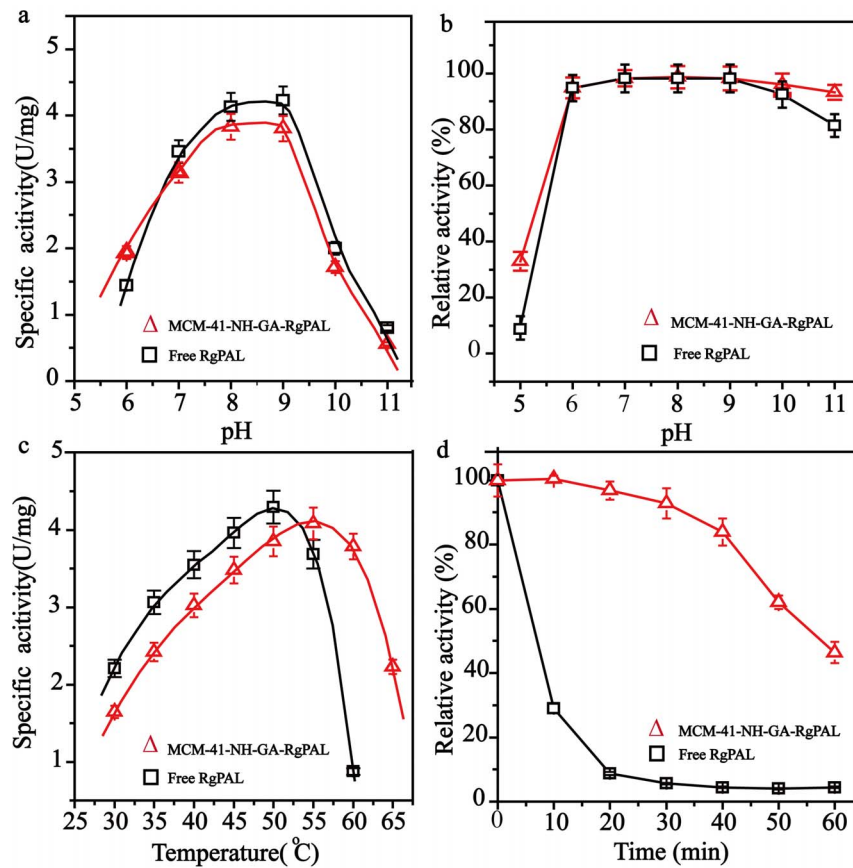 a
Specific acitivity(U/mg)
5
4
3
2
1
0
MCM-41-NH-GA-RgPAL
Free RgPAL
6 7 8 9 10 11
pH
b
Relative activity (%)
100
80
60
40
20
0
MCM-41-NH-GA-RgPAL
Free RgPAL
5 6 7 8 9 10 11
pH
c
Specific activity(U/mg)
5
4
3
2
1
MCM-41-NH-GA-RgPAL
Free RgPAL
25 30 35 40 45 50 55 60 65
Temperature(°C)
d
Relative activity (%)
100
80
60
40
20
0
MCM-41-NH-GA-RgPAL
Free RgPAL
0 10 20 30 40 50 60
Time (min)